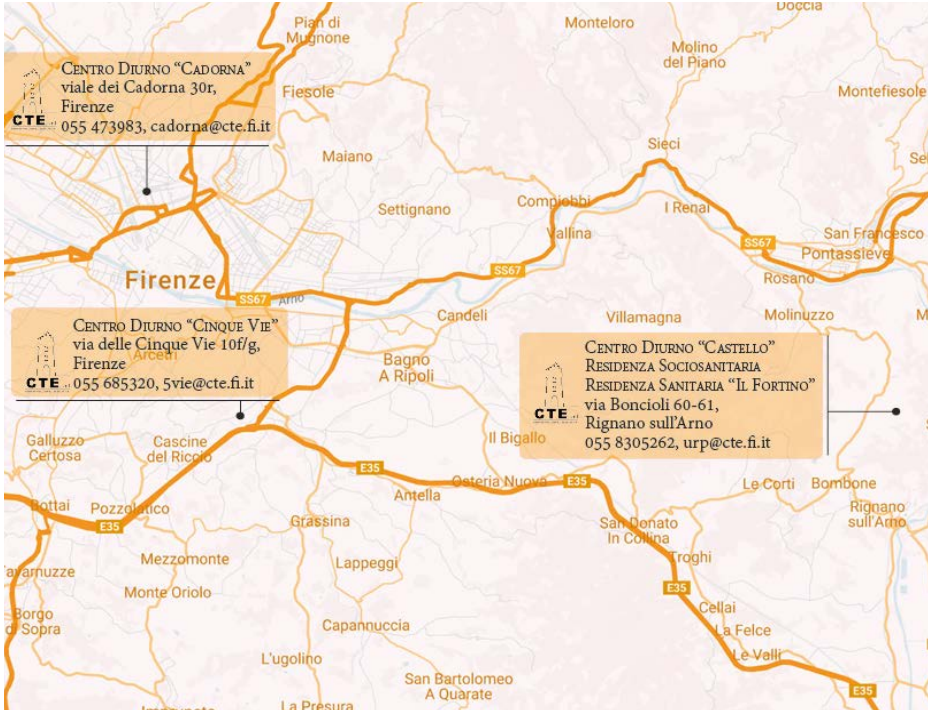 Doccia
Pian di
Mugnone
Monteloro
Molino
del Piano
CENTRO DIURNO “CADORNA”
viale dei Cadorna 30r,
Firenze
055 473983, cadorna@cte.fi.it
CTE
Fiesole
Montefiesole
Maiano
Sieci
Settignano
Compiobbi
I Renai
Vallina
San Francesco
SS67
Pontassieve
SS67
Rosano
Firenze
SS67
Arno
Candeli
Villamagna
Molinuzzo
CENTRO DIURNO “CINQUE VIE”
via delle Cinque Vie 10f/g,
Firenze
055 685320, 5vie@cte.fi.it
CTE
Arcetri
Bagno
A Ripoli
CENTRO DIURNO “CASTELLO”
RESIDENZA SOCIOSANITARIA
RESIDENZA SANITARIA “IL FORTINO”
via Boncioli 60-61,
Rignano sull’Arno
055 8305262, urp@cte.fi.it
CTE
Galluzzo
Certosa
Cascine
del Riccio
Il Bigallo
E35
Osteria Nuova
E35
Antella
Le Corti
Bombone
Bottai
Pozzolatico
E35
Grassina
San Donato
In Collina
Rignano
sull'Arno
Mezzomonte
Lappeggi
Troghi
Monte Oriolo
E35
Cellai
Borgo
di Sopra
Capannuccia
La Felce
L'ugolino
Le Valli
San Bartolomeo
A Quarate
E35
La Presura